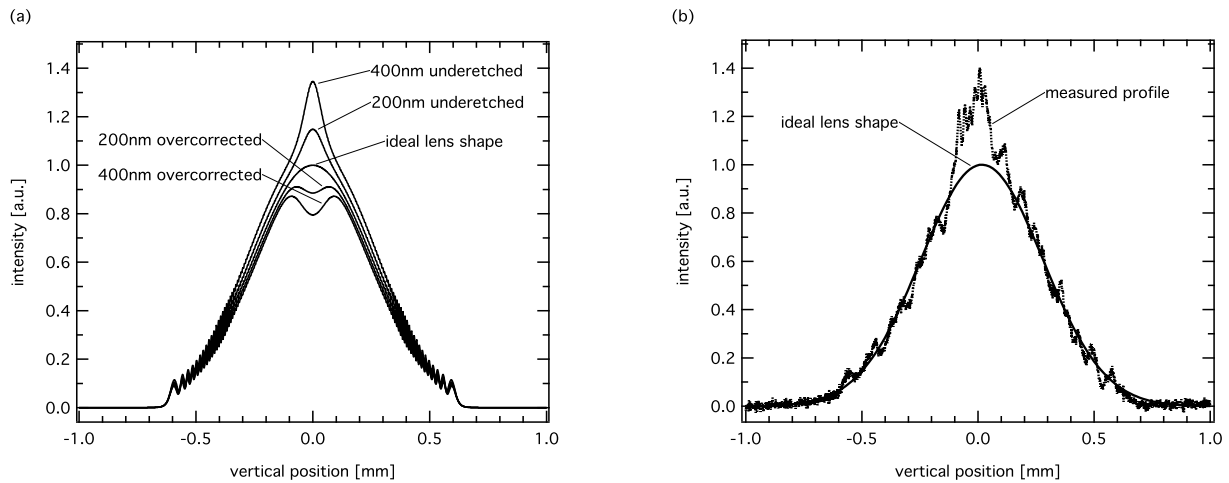 (a)
1.4
1.2
1.0
0.8
0.6
0.4
0.2
0.0
intensity [a.u.]
400nm underetched
200nm underetched
200nm overcorrected
ideal lens shape
400nm overcorrected
-1.0
-0.5
0.0
0.5
1.0
vertical position [mm]
(b)
1.4
1.2
1.0
0.8
0.6
0.4
0.2
0.0
intensity [a.u.]
measured profile
ideal lens shape
-1.0
-0.5
0.0
0.5
1.0
vertical position [mm]